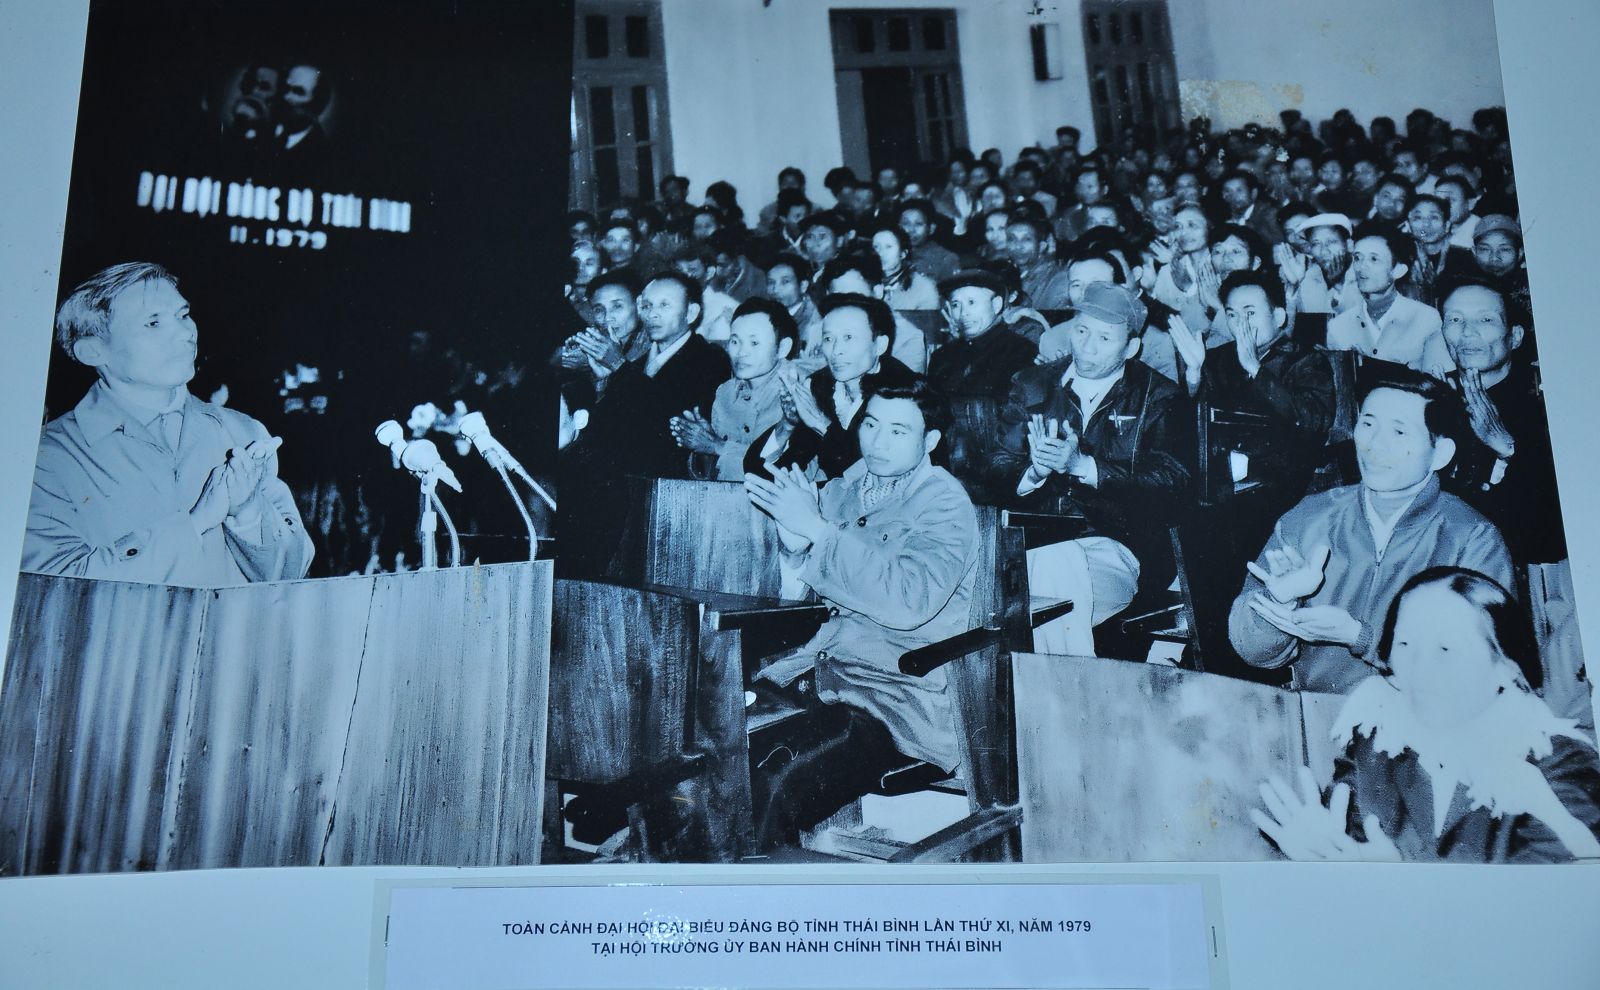 ĐẠI HỘI ĐẢNG BỘ THÁI BÌNH
11.1979
TOÀN CẢNH ĐẠI HỘI ĐẠI BIỂU ĐẢNG BỘ TỈNH THÁI BÌNH LẦN THỨ XI, NĂM 1979
TẠI HỘI TRƯỜNG ỦY BAN HÀNH CHÍNH TỈNH THÁI BÌNH